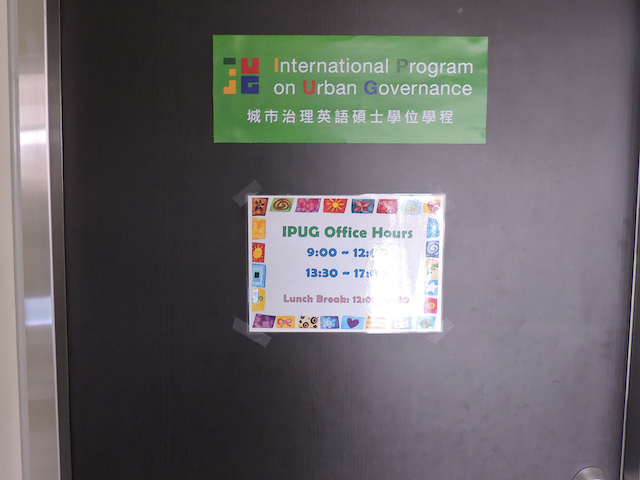 International Program
on Urban Governance
城市治理英語碩士學位學程
IPUG Office Hours
9:00 ~
13:30 ~
Lunch Break: